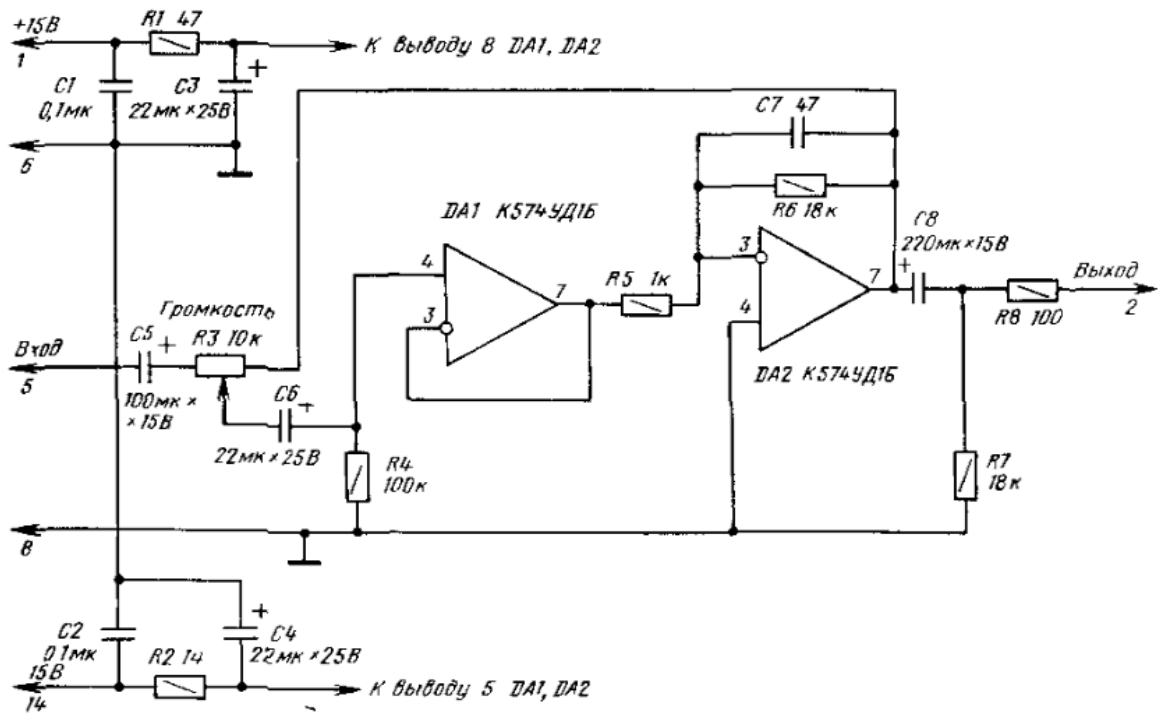 +15В
1
R1 47
К выводу 8 DA1, DA2
C1
0,1мк
C3
22мк×25В
+
6
C7 47
R6 18к
DA1 К574УД1Б
4
3
7
R5 1к
3
4
7
DA2 К574УД1Б
C8
220мк×15В
+
Выход
2
R8 100
Громкость
R3 10к
Вход
5
C5
+
100мк×
×15В
C6
+
22мк×25В
R4
100к
R7
18к
8
C2
0,1мк
+
C4
22мк×25В
R2 14
15В
14
К выводу 5 DA1, DA2